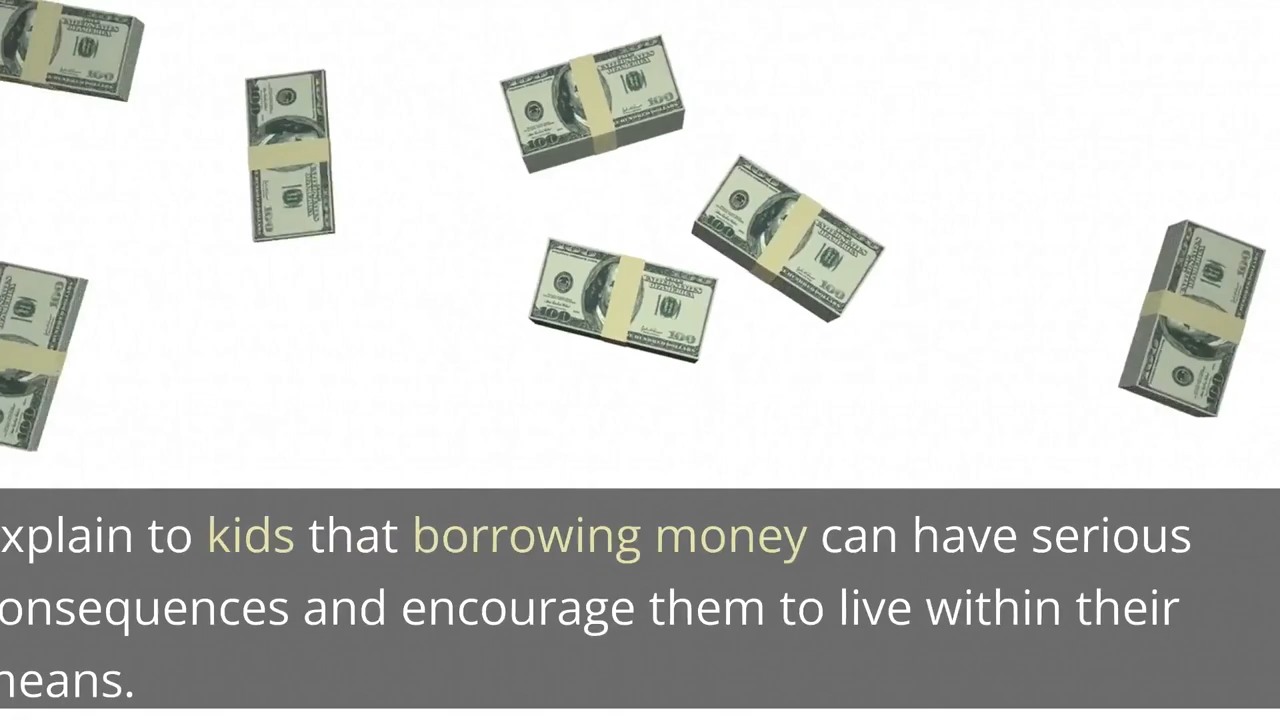 xplain to kids that borrowing money can have serious
onsequences and encourage them to live within their
neans.